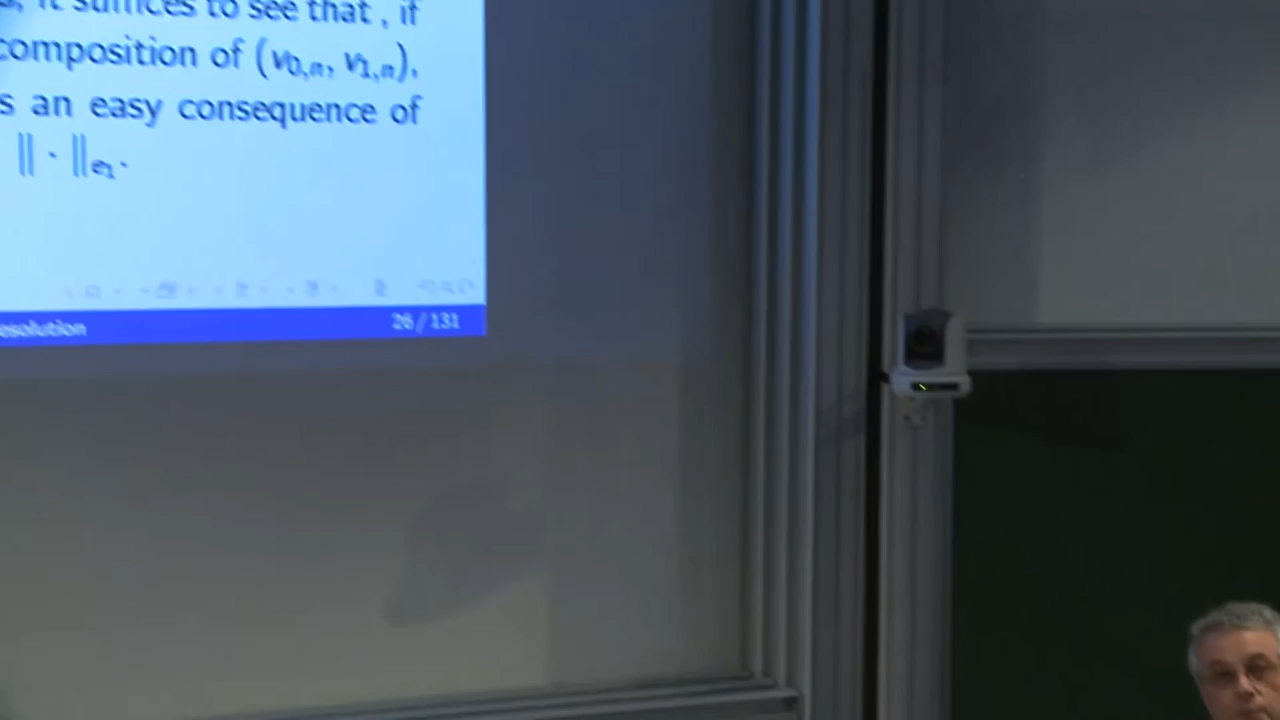 it suffices to see that , if
composition of (v_{0,n}, v_{1,n}),
s an easy consequence of
‖ · ‖_{e_1}.
esolution 26 / 131